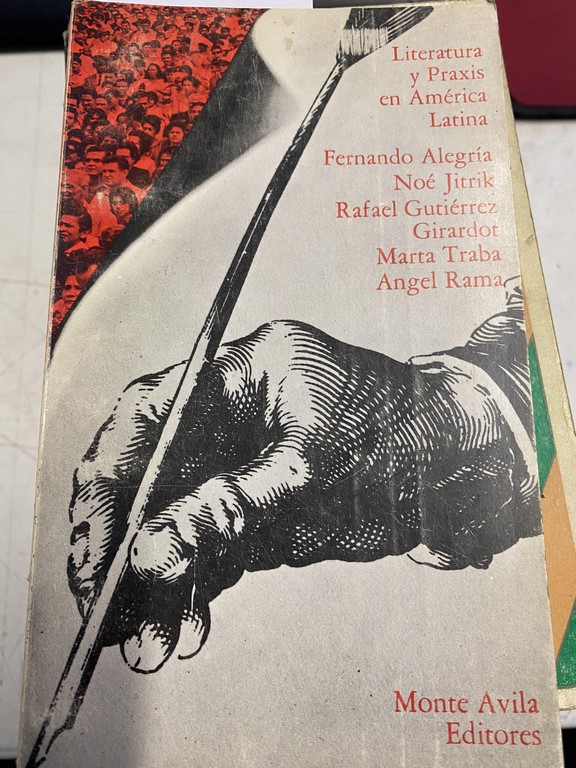 Literatura
y Praxis
en América
Latina
Fernando Alegría
Noé Jitrik
Rafael Gutiérrez
Girardot
Marta Traba
Angel Rama
Monte Avila
Editores